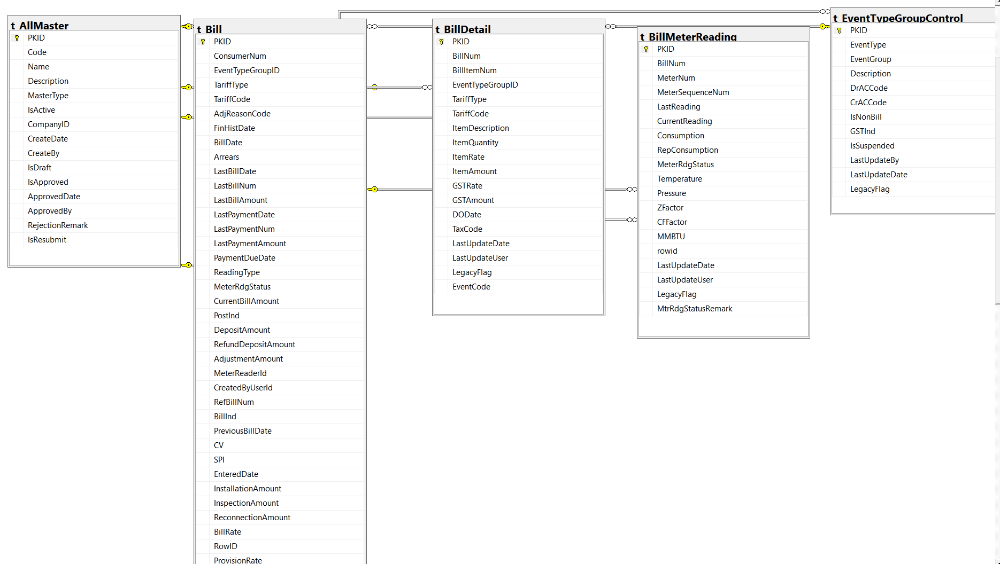 t_AllMaster
PKID
Code
Name
Description
MasterType
IsActive
CompanyID
CreateDate
CreateBy
IsDraft
IsApproved
ApprovedDate
ApprovedBy
RejectionRemark
IsResubmit
t_Bill
PKID
ConsumerNum
EventTypeGroupID
TariffType
TariffCode
AdjReasonCode
FinHistDate
BillDate
Arrears
LastBillDate
LastBillNum
LastBillAmount
LastPaymentDate
LastPaymentNum
LastPaymentAmount
PaymentDueDate
ReadingType
MeterRdgStatus
CurrentBillAmount
PostInd
DepositAmount
RefundDepositAmount
AdjustmentAmount
MeterReaderId
CreatedByUserId
RefBillNum
BillInd
PreviousBillDate
CV
SPI
EnteredDate
InstallationAmount
InspectionAmount
ReconnectionAmount
BillRate
RowID
ProvisionRate
t_BillDetail
PKID
BillNum
BillItemNum
EventTypeGroupID
TariffType
TariffCode
ItemDescription
ItemQuantity
ItemRate
ItemAmount
GSTRate
GSTAmount
DODate
TaxCode
LastUpdateDate
LastUpdateUser
LegacyFlag
EventCode
t_BillMeterReading
PKID
BillNum
MeterNum
MeterSequenceNum
LastReading
CurrentReading
Consumption
RepConsumption
MeterRdgStatus
Temperature
Pressure
ZFactor
CFFactor
MMBTU
rowid
LastUpdateDate
LastUpdateUser
LegacyFlag
MtrRdgStatusRemark
t_EventTypeGroupControl
PKID
EventType
EventGroup
Description
DrACCode
CrACCode
IsNonBill
GSTInd
IsSuspended
LastUpdateBy
LastUpdateDate
LegacyFlag